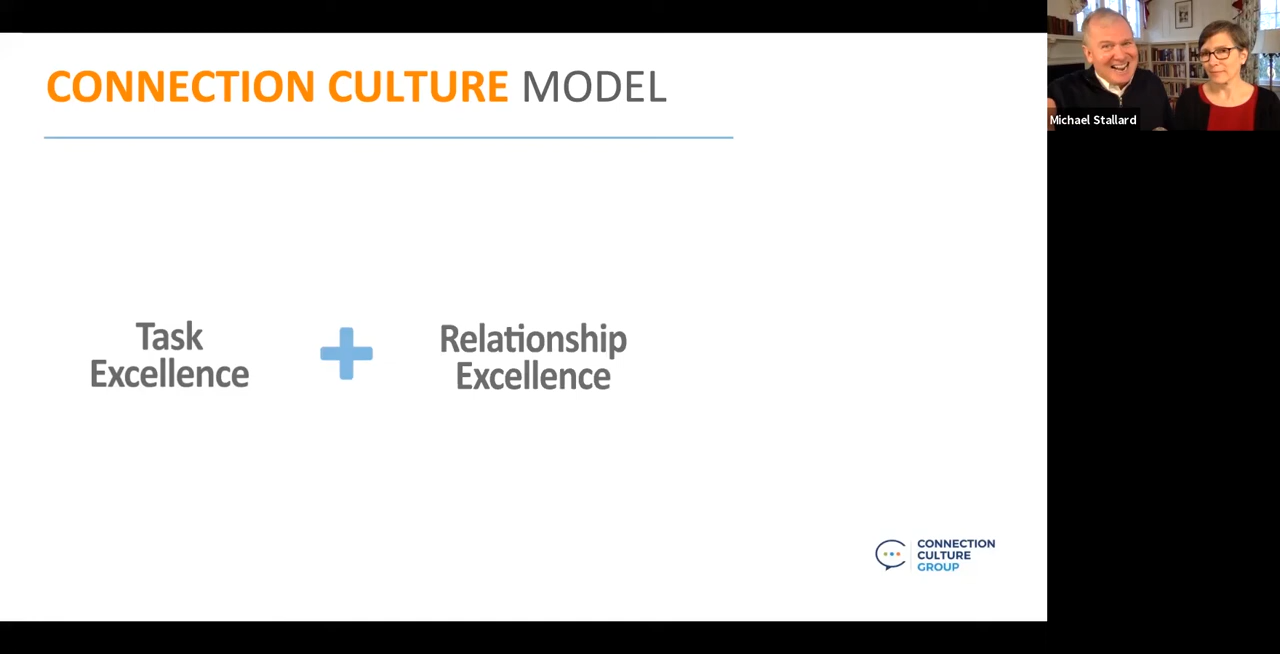 CONNECTION CULTURE MODEL
Michael Stallard
Task
Excellence
Relationship
Excellence
CONNECTION
CULTURE
GROUP